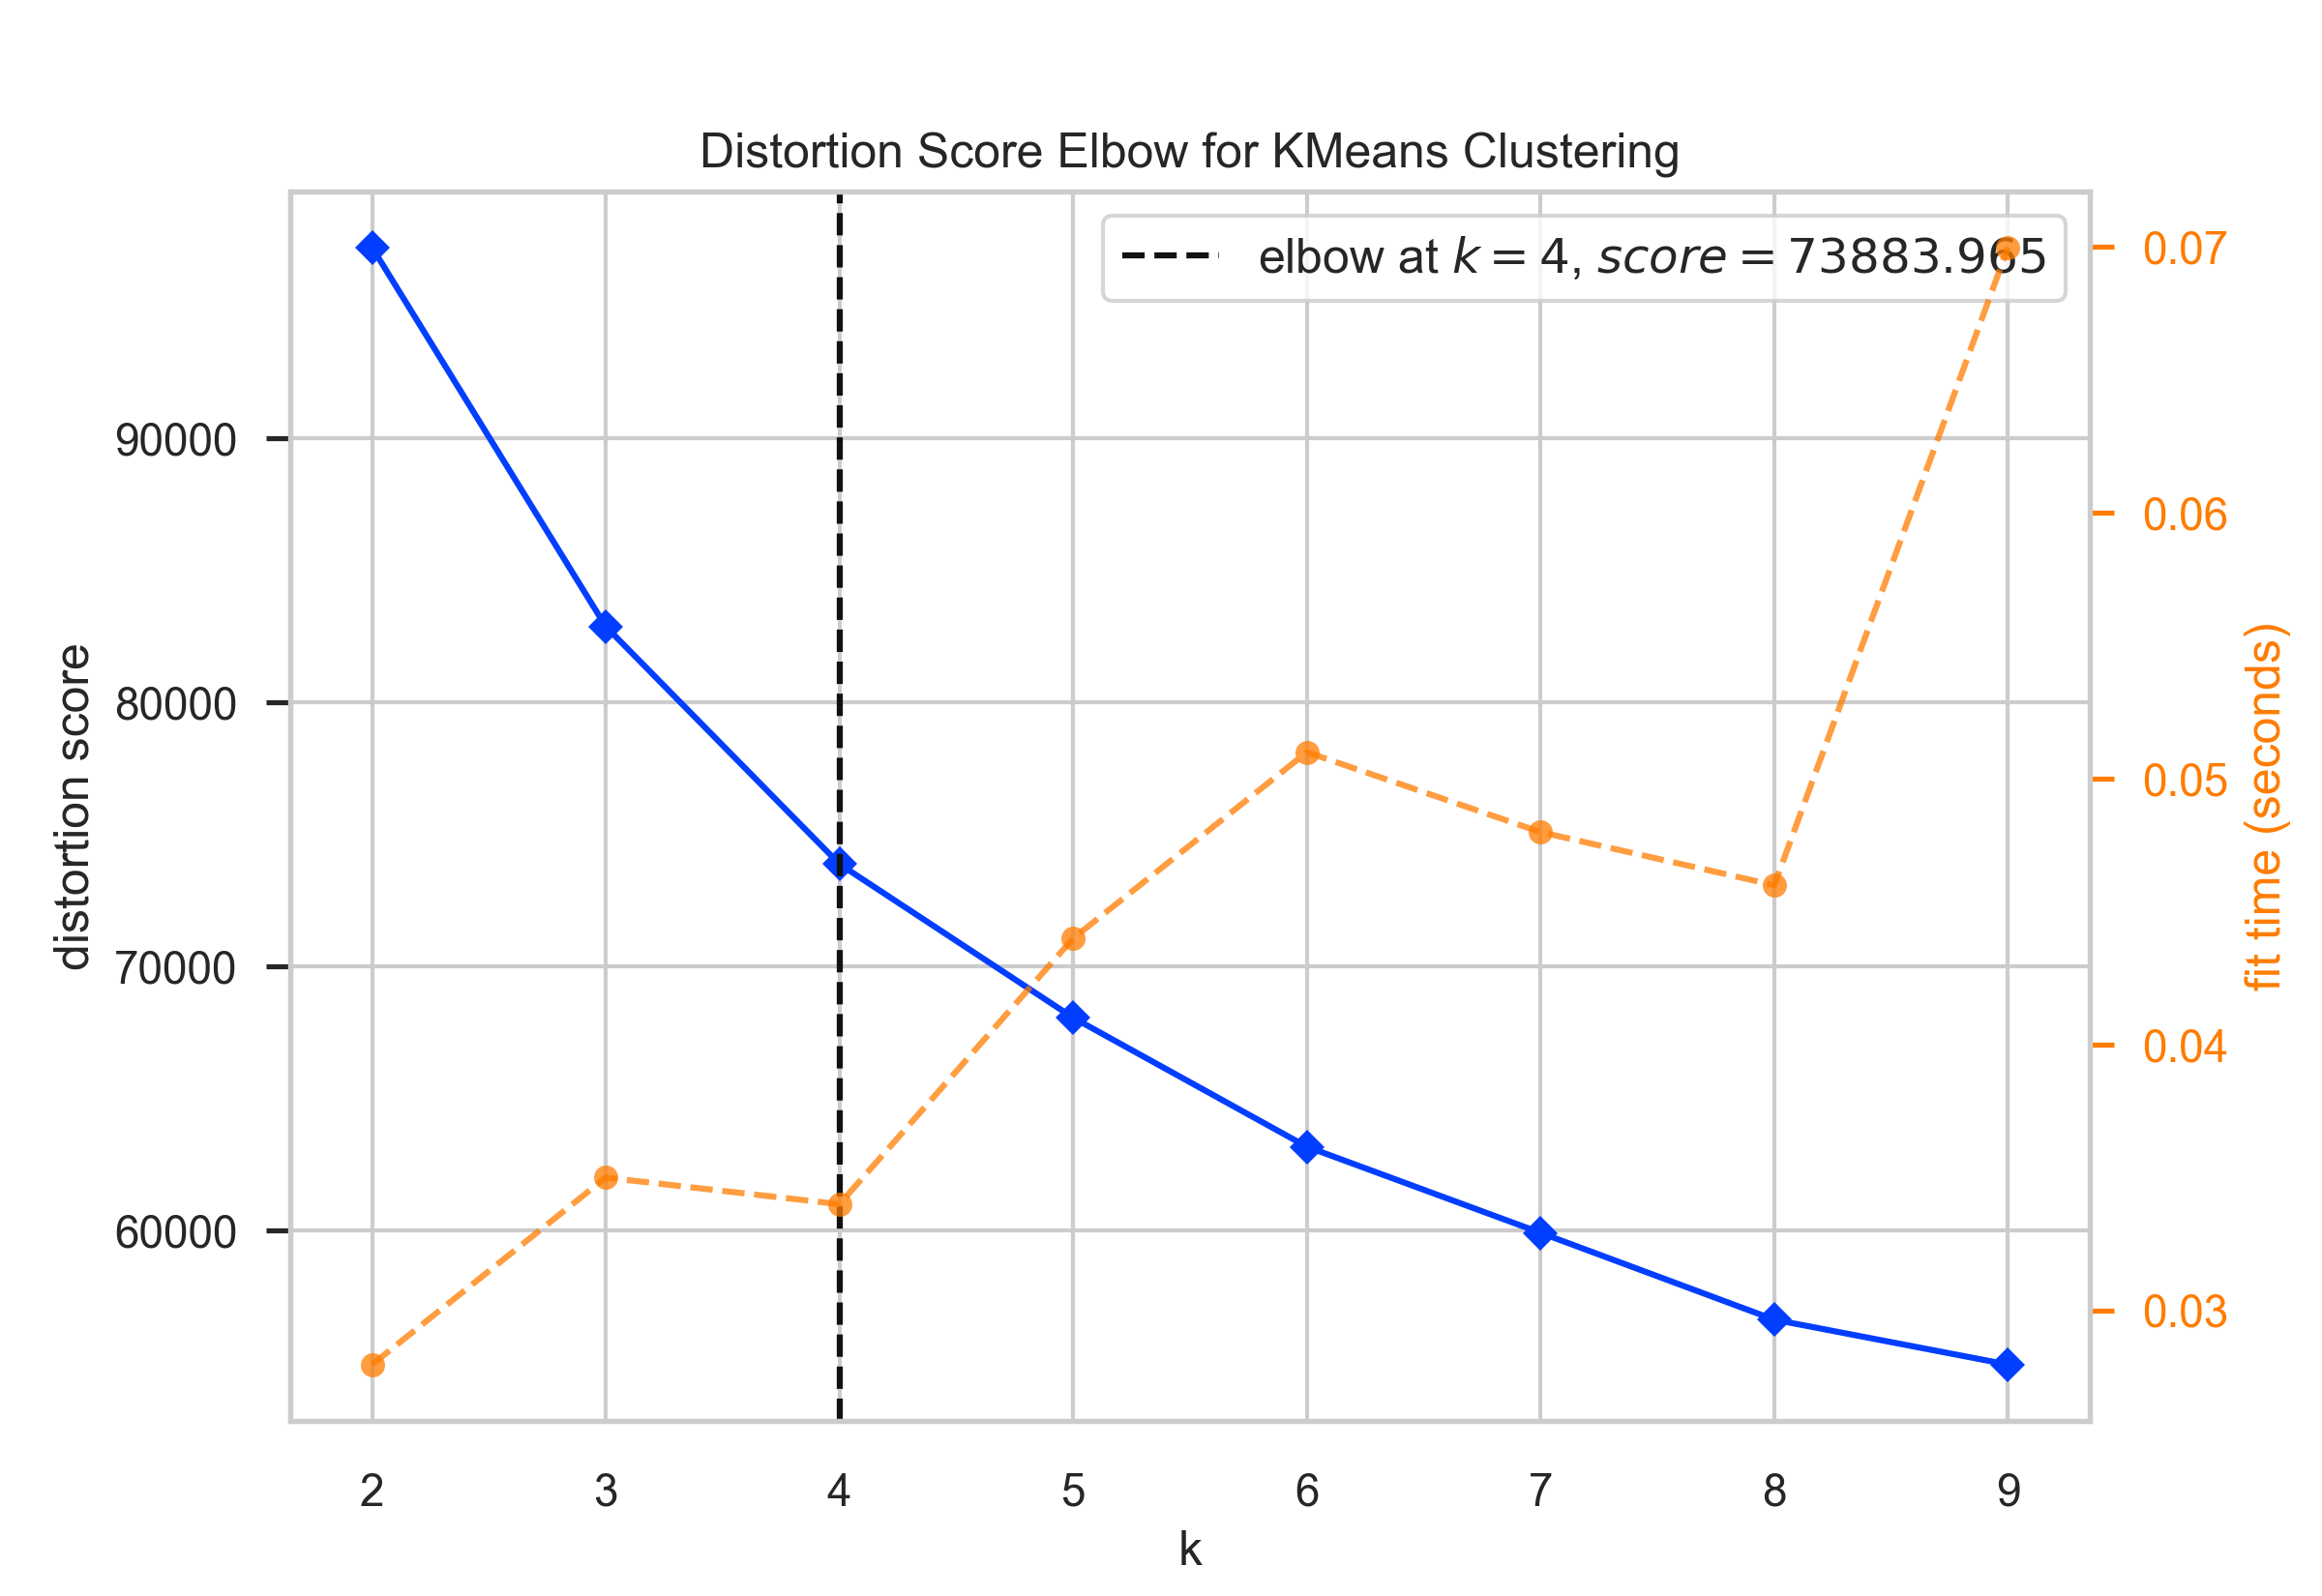 Distortion Score Elbow for KMeans Clustering
elbow at k = 4, score = 73883.965
distortion score
90000
80000
70000
60000
0.07
0.06
0.05
0.04
0.03
fit time (seconds)
2 3 4 5 6 7 8 9
k